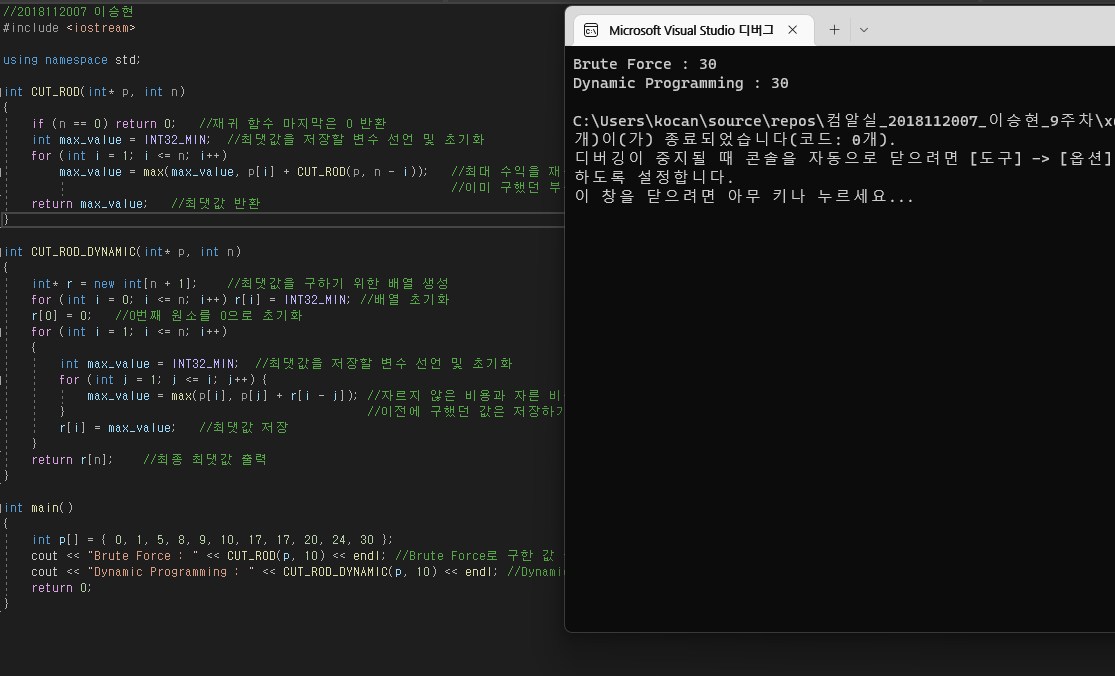 //2018112007 이승현
#include <iostream>
using namespace std;
int CUT_ROD(int* p, int n)
{
if (n == 0) return 0; //재귀 함수 마지막은 0 반환
int max_value = INT32_MIN; //최댓값을 저장할 변수 선언 및 초기화
for (int i = 1; i <= n; i++)
max_value = max(max_value, p[i] + CUT_ROD(p, n - i)); //최대 수익을 재
//이미 구했던 부
return max_value; //최댓값 반환
}
int CUT_ROD_DYNAMIC(int* p, int n)
{
int* r = new int[n + 1]; //최댓값을 구하기 위한 배열 생성
for (int i = 0; i <= n; i++) r[i] = INT32_MIN; //배열 초기화
r[0] = 0; //0번째 원소를 0으로 초기화
for (int i = 1; i <= n; i++)
{
int max_value = INT32_MIN; //최댓값을 저장할 변수 선언 및 초기화
for (int j = 1; j <= i; j++) {
max_value = max(p[i], p[j] + r[i - j]); //자르지 않은 비용과 자른 비
} //이전에 구했던 값은 저장하기
r[i] = max_value; //최댓값 저장
}
return r[n]; //최종 최댓값 출력
}
int main()
{
int p[] = { 0, 1, 5, 8, 9, 10, 17, 17, 20, 24, 30 };
cout << "Brute Force : " << CUT_ROD(p, 10) << endl; //Brute Force로 구한 값
cout << "Dynamic Programming : " << CUT_ROD_DYNAMIC(p, 10) << endl; //Dynami
return 0;
}
Microsoft Visual Studio 디버그
Brute Force : 30
Dynamic Programming : 30
C:\Users\kocan\source\repos\컴알실_2018112007_이승현_9주차\x
개)이(가) 종료되었습니다(코드: 0개).
디버깅이 중지될 때 콘솔을 자동으로 닫으려면 [도구] -> [옵션]
하도록 설정합니다.
이 창을 닫으려면 아무 키나 누르세요...